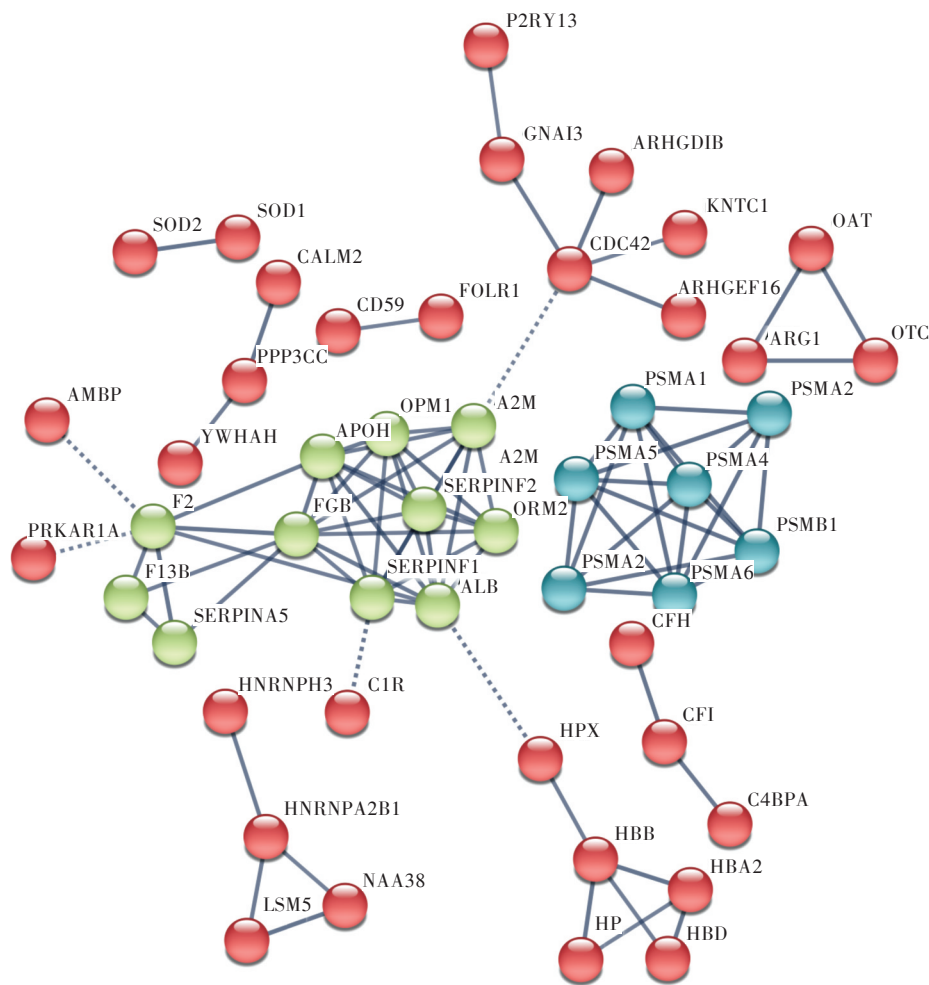 P2RY13
GNAI3
ARHGDIB
SOD2
SOD1
KNTC1
OAT
CDC42
CALM2
ARHGEF16
CD59
FOLR1
ARG1
OTC
PPP3CC
PSMA1
PSMA2
AMBP
OPM1
A2M
YWHAH
APOH
PSMA5
PSMA4
A2M
SERPINF2
F2
FGB
ORM2
PSMB1
PRKAR1A
SERPINF1
PSMA2
PSMA6
F13B
ALB
SERPINA5
CFH
HNRNPH3
C1R
HPX
CFI
C4BPA
HNRNPA2B1
HBB
HBA2
NAA38
LSM5
HP
HBD